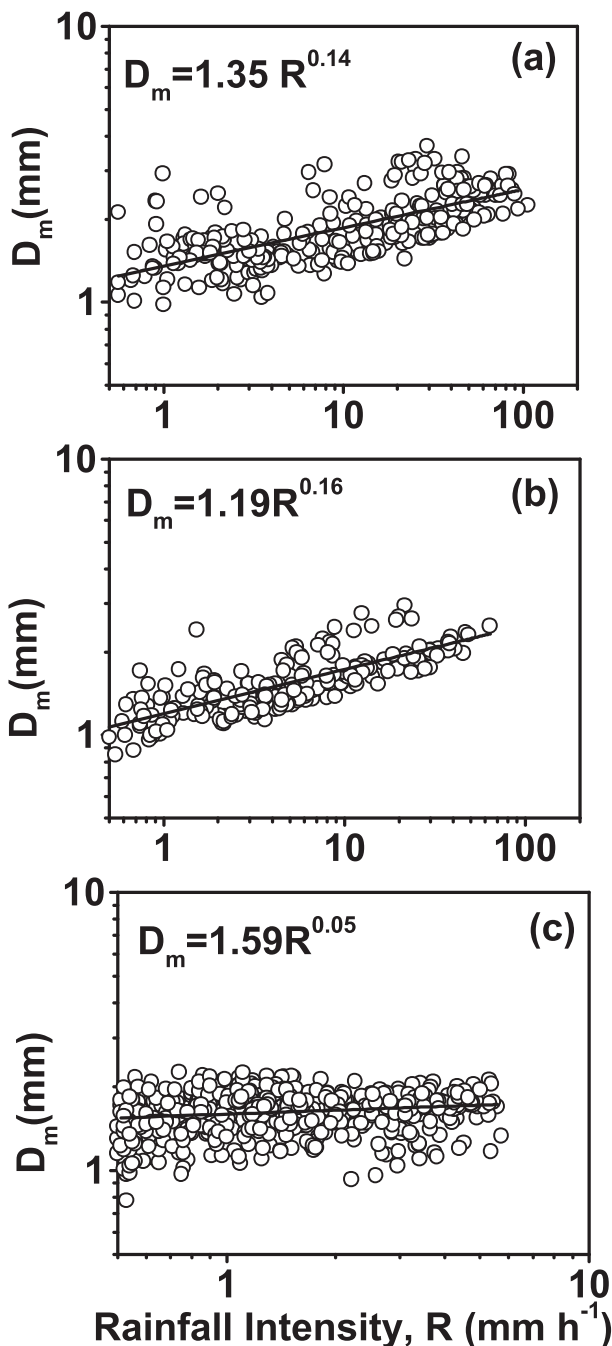 10
(a)
Dₘ=1.35 R⁰·¹⁴
Dₘ(mm)
1
1 10 100
10
(b)
Dₘ=1.19R⁰·¹⁶
Dₘ(mm)
1
1 10 100
10
(c)
Dₘ=1.59R⁰·⁰⁵
Dₘ(mm)
1
1 10
Rainfall Intensity, R (mm h⁻¹)